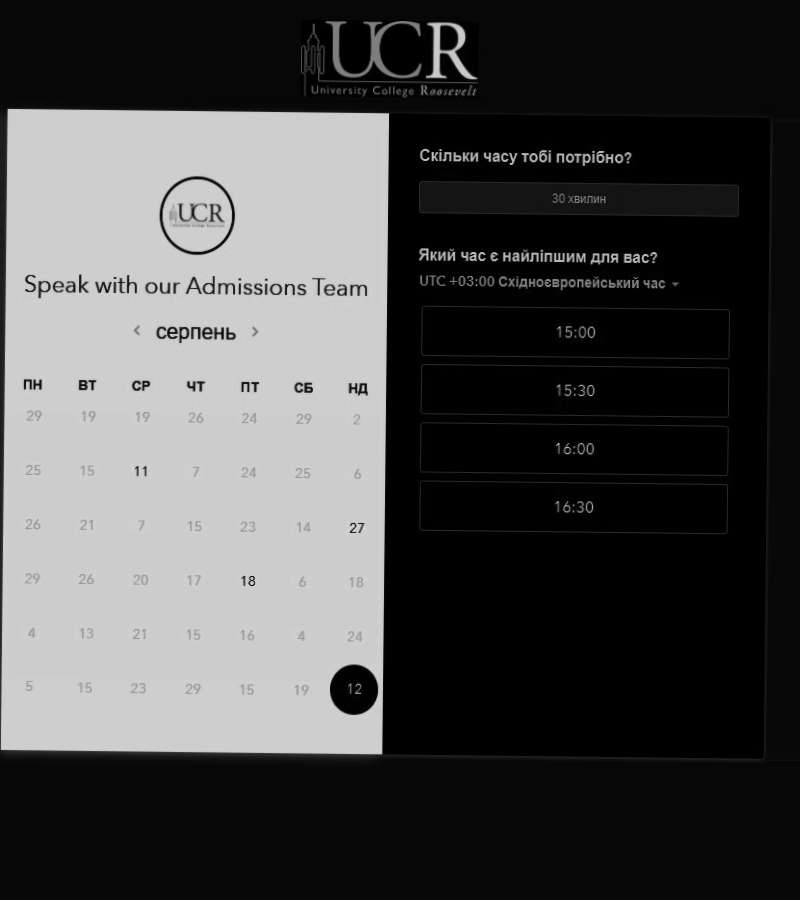 UCR
University College Roosevelt
UCR
University College Roosevelt
Speak with our Admissions Team
серпень
ПН ВТ СР ЧТ ПТ СБ НД
29 19 19 26 24 29 2
25 15 11 7 24 25 6
26 21 7 15 23 14 27
29 26 20 17 18 6 18
4 13 21 15 16 4 24
5 15 23 29 15 19 12
Скільки часу тобі потрібно?
30 хвилин
Який час є найліпшим для вас?
UTC +03:00 Східноєвропейський час
15:00
15:30
16:00
16:30